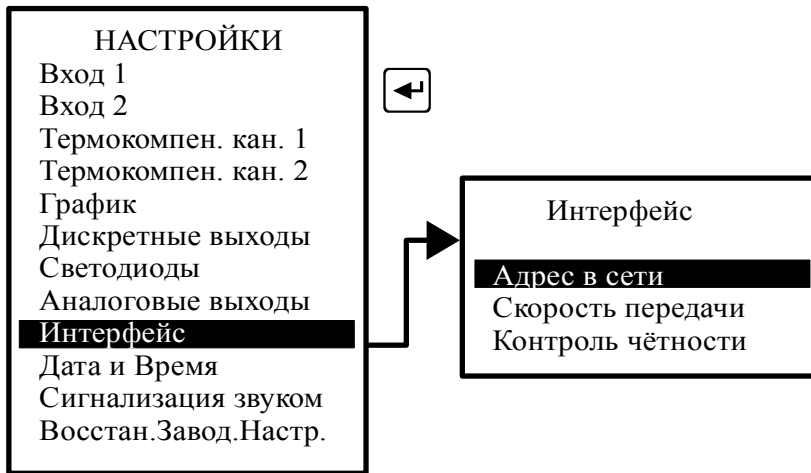 НАСТРОЙКИ
Вход 1
Вход 2
Термокомпен. кан. 1
Термокомпен. кан. 2
График
Дискретные выходы
Светодиоды
Аналоговые выходы
Интерфейс
Дата и Время
Сигнализация звуком
Восстан.Завод.Настр.
Интерфейс
Адрес в сети
Скорость передачи
Контроль чётности